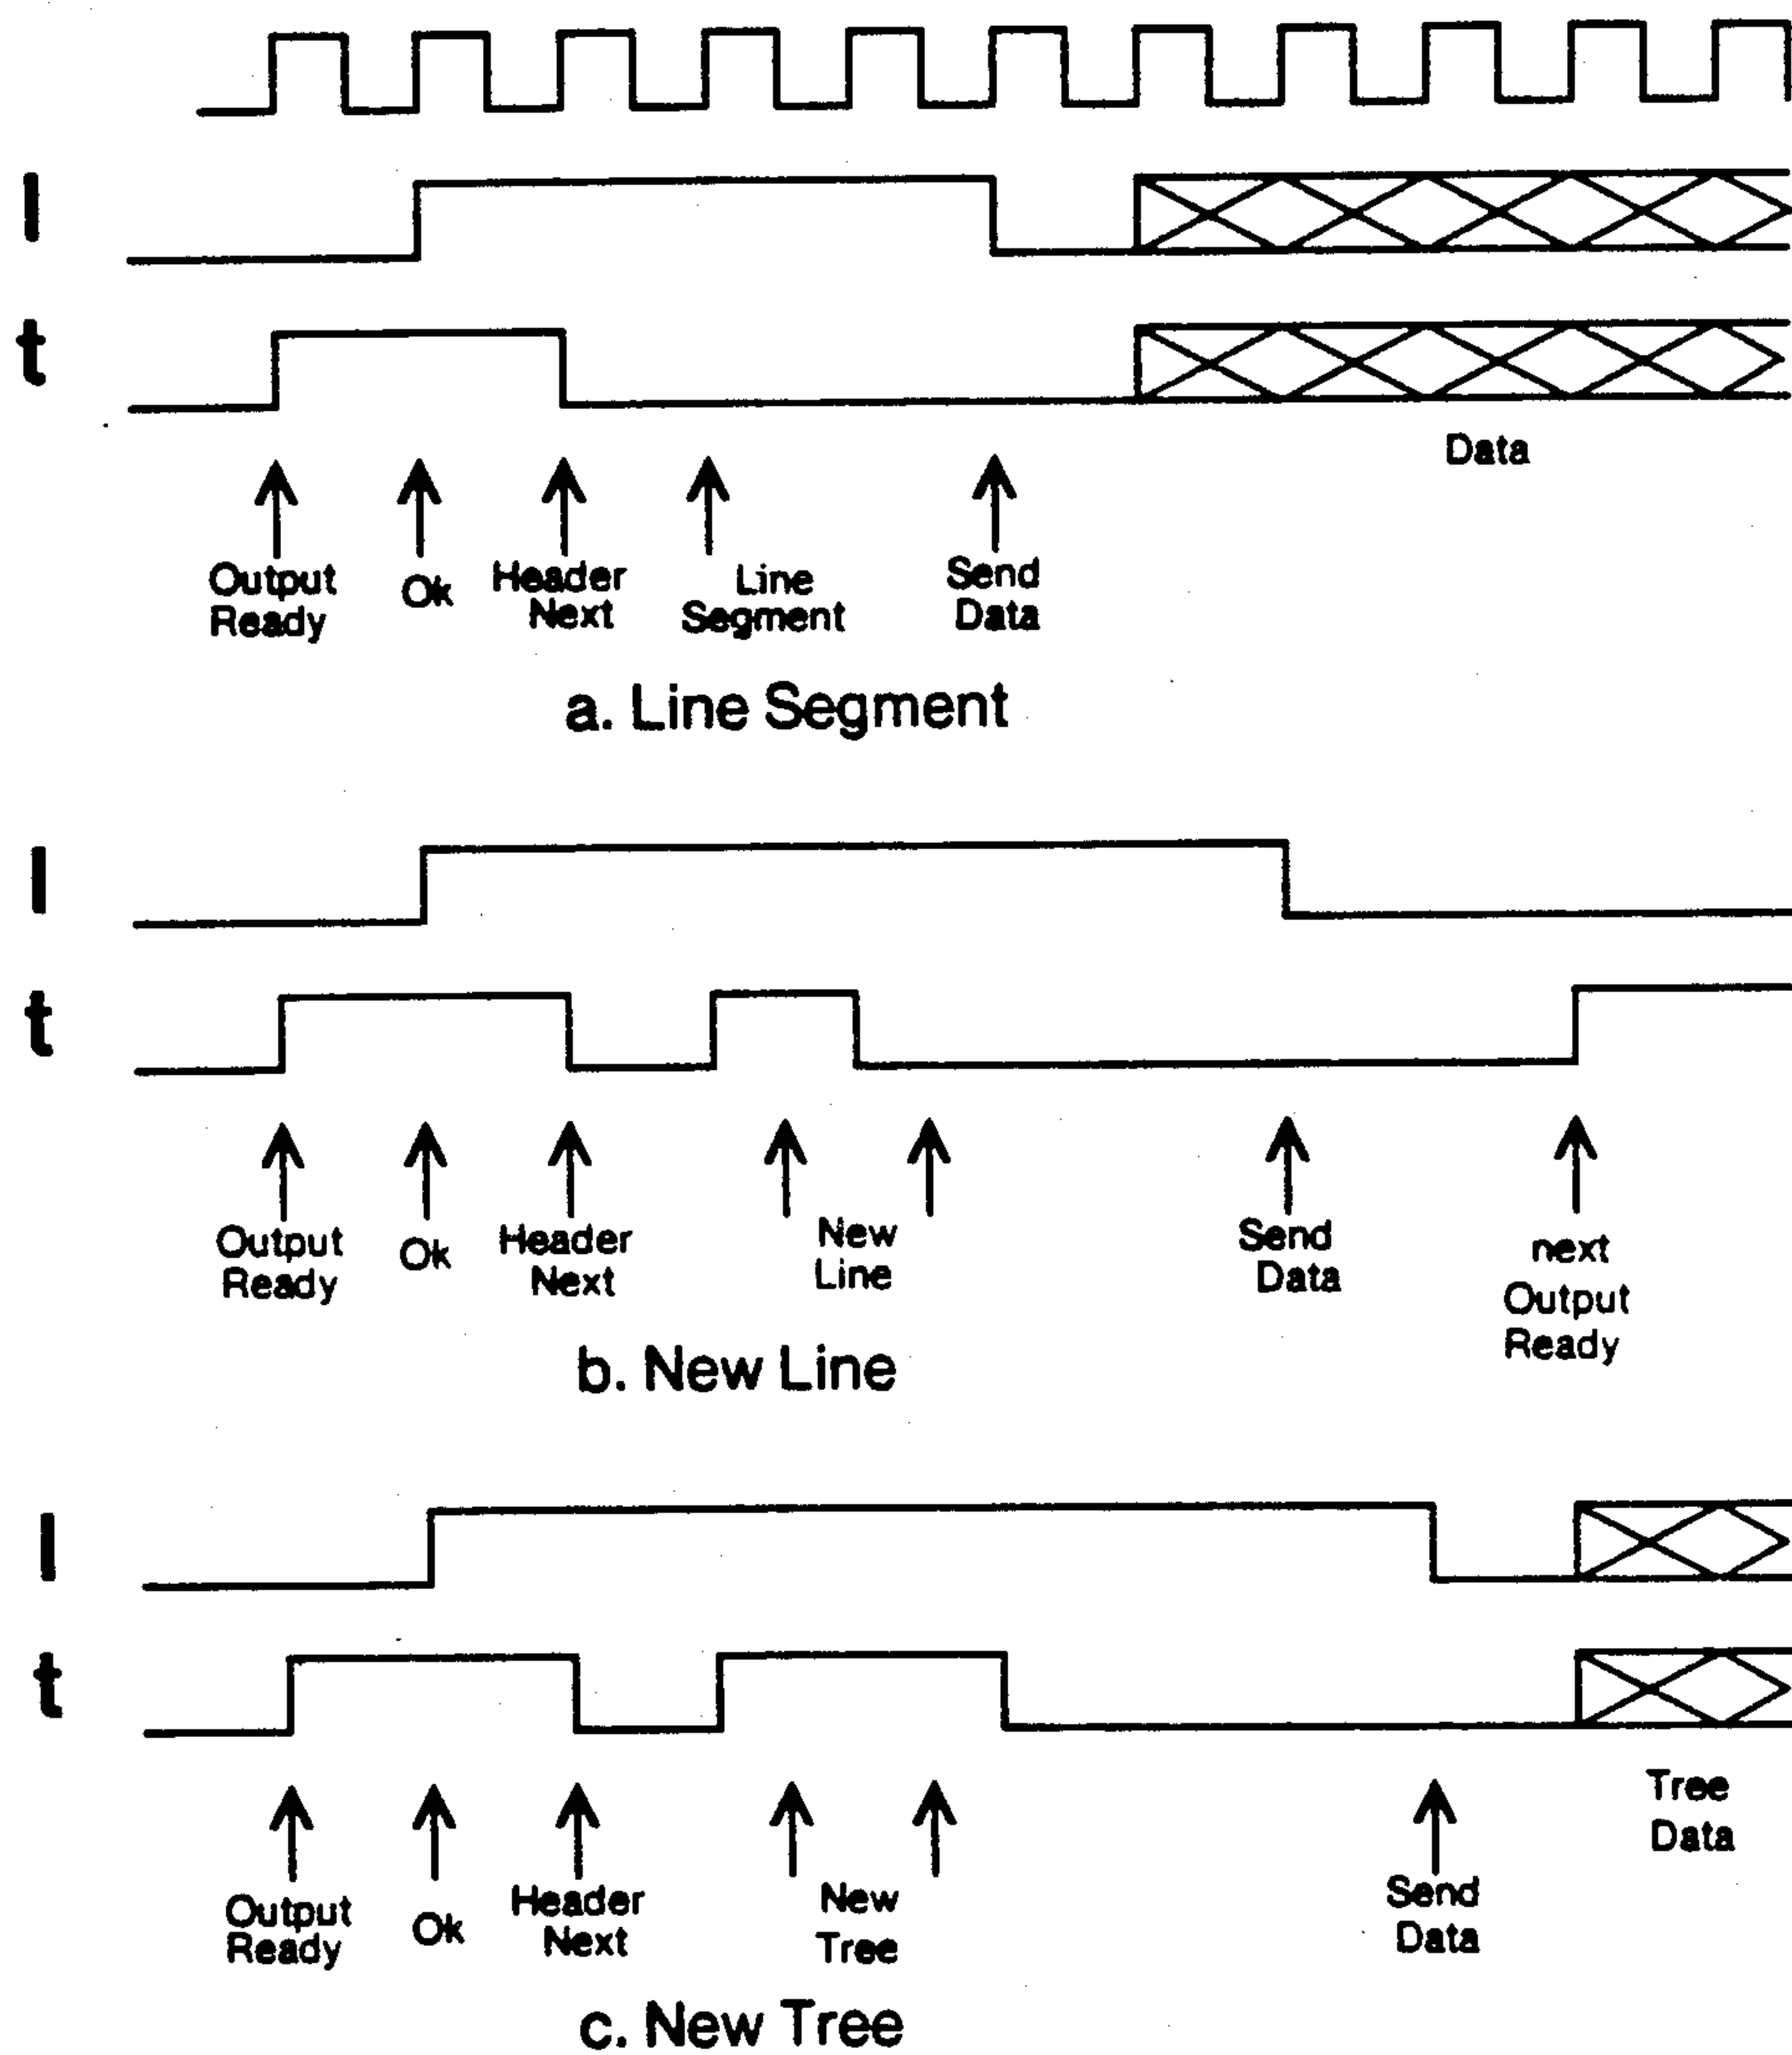 l
t
Data
Output
Ready
Ok
Header
Next
Line
Segment
Send
Data
a. Line Segment
l
t
Output
Ready
Ok
Header
Next
New
Line
Send
Data
next
Output
Ready
b. New Line
l
t
Tree
Data
Output
Ready
Ok
Header
Next
New
Tree
Send
Data
c. New Tree